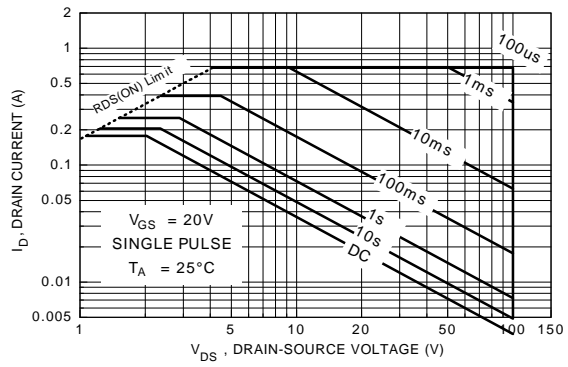 2
1
0.5
0.2
0.1
0.05
0.01
0.005
I_D, DRAIN CURRENT (A)
RDS(ON) Limit
100us
1ms
10ms
100ms
1s
10s
DC
V_GS = 20V
SINGLE PULSE
T_A = 25°C
1 5 10 20 50 100 150
V_DS , DRAIN-SOURCE VOLTAGE (V)